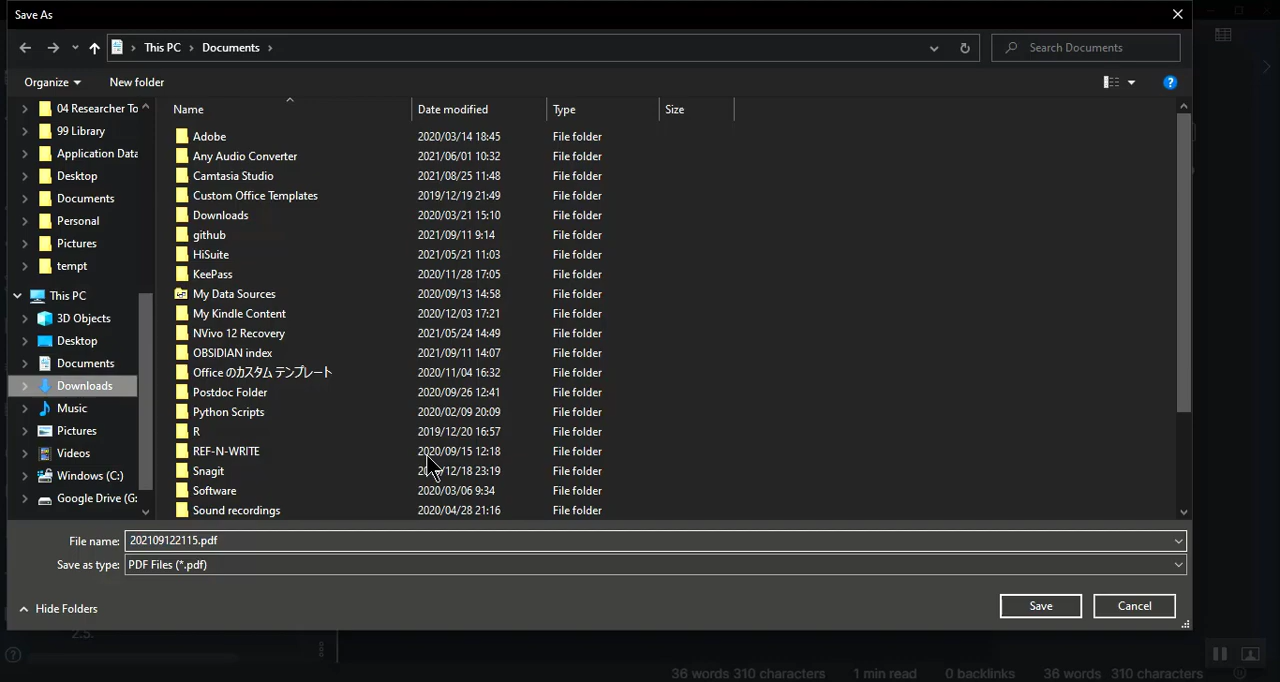 Save As
This PC > Documents >
Search Documents
Organize
New folder
Name
Date modified
Type
Size
04 Researcher To
99 Library
Application Data
Desktop
Documents
Personal
Pictures
tempt
This PC
3D Objects
Desktop
Documents
Downloads
Music
Pictures
Videos
Windows (C:)
Google Drive (G:
Adobe 2020/03/14 18:45 File folder
Any Audio Converter 2021/06/01 10:32 File folder
Camtasia Studio 2021/08/25 11:48 File folder
Custom Office Templates 2019/12/19 21:49 File folder
Downloads 2020/03/21 15:10 File folder
github 2021/09/11 9:14 File folder
HiSuite 2021/05/21 11:03 File folder
KeePass 2020/11/28 17:05 File folder
My Data Sources 2020/09/13 14:58 File folder
My Kindle Content 2020/12/03 17:21 File folder
NVivo 12 Recovery 2021/05/24 14:49 File folder
OBSIDIAN index 2021/09/11 14:07 File folder
Office のカスタム テンプレート 2020/11/04 16:32 File folder
Postdoc Folder 2020/09/26 12:41 File folder
Python Scripts 2020/02/09 20:09 File folder
R 2019/12/20 16:57 File folder
REF-N-WRITE 2020/09/15 12:18 File folder
Snagit 23:19 File folder
Software 2020/03/06 9:34 File folder
Sound recordings 2020/04/28 21:16 File folder
File name: 202109122115.pdf
Save as type: PDF Files (*.pdf)
Hide Folders
Save
Cancel
2.5.
36 words 310 characters 1 min read 0 backlinks 36 words 310 characters